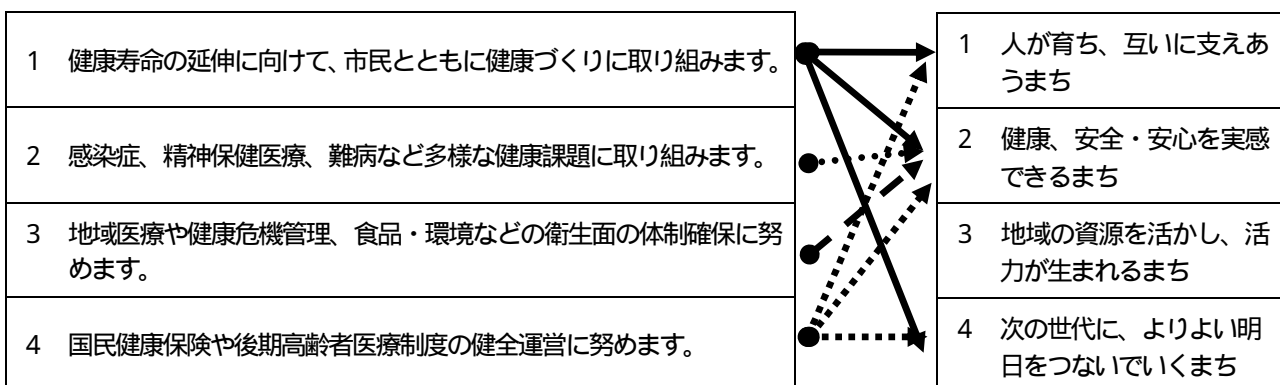 1 健康寿命の延伸に向けて、市民とともに健康づくりに取り組みます。
2 感染症、精神保健医療、難病など多様な健康課題に取り組みます。
3 地域医療や健康危機管理、食品・環境などの衛生面の体制確保に努
めます。
4 国民健康保険や後期高齢者医療制度の健全運営に努めます。
1 人が育ち、互いに支えあ
うまち
2 健康、安全・安心を実感
できるまち
3 地域の資源を活かし、活
力が生まれるまち
4 次の世代に、よりよい明
日をつないでいくまち